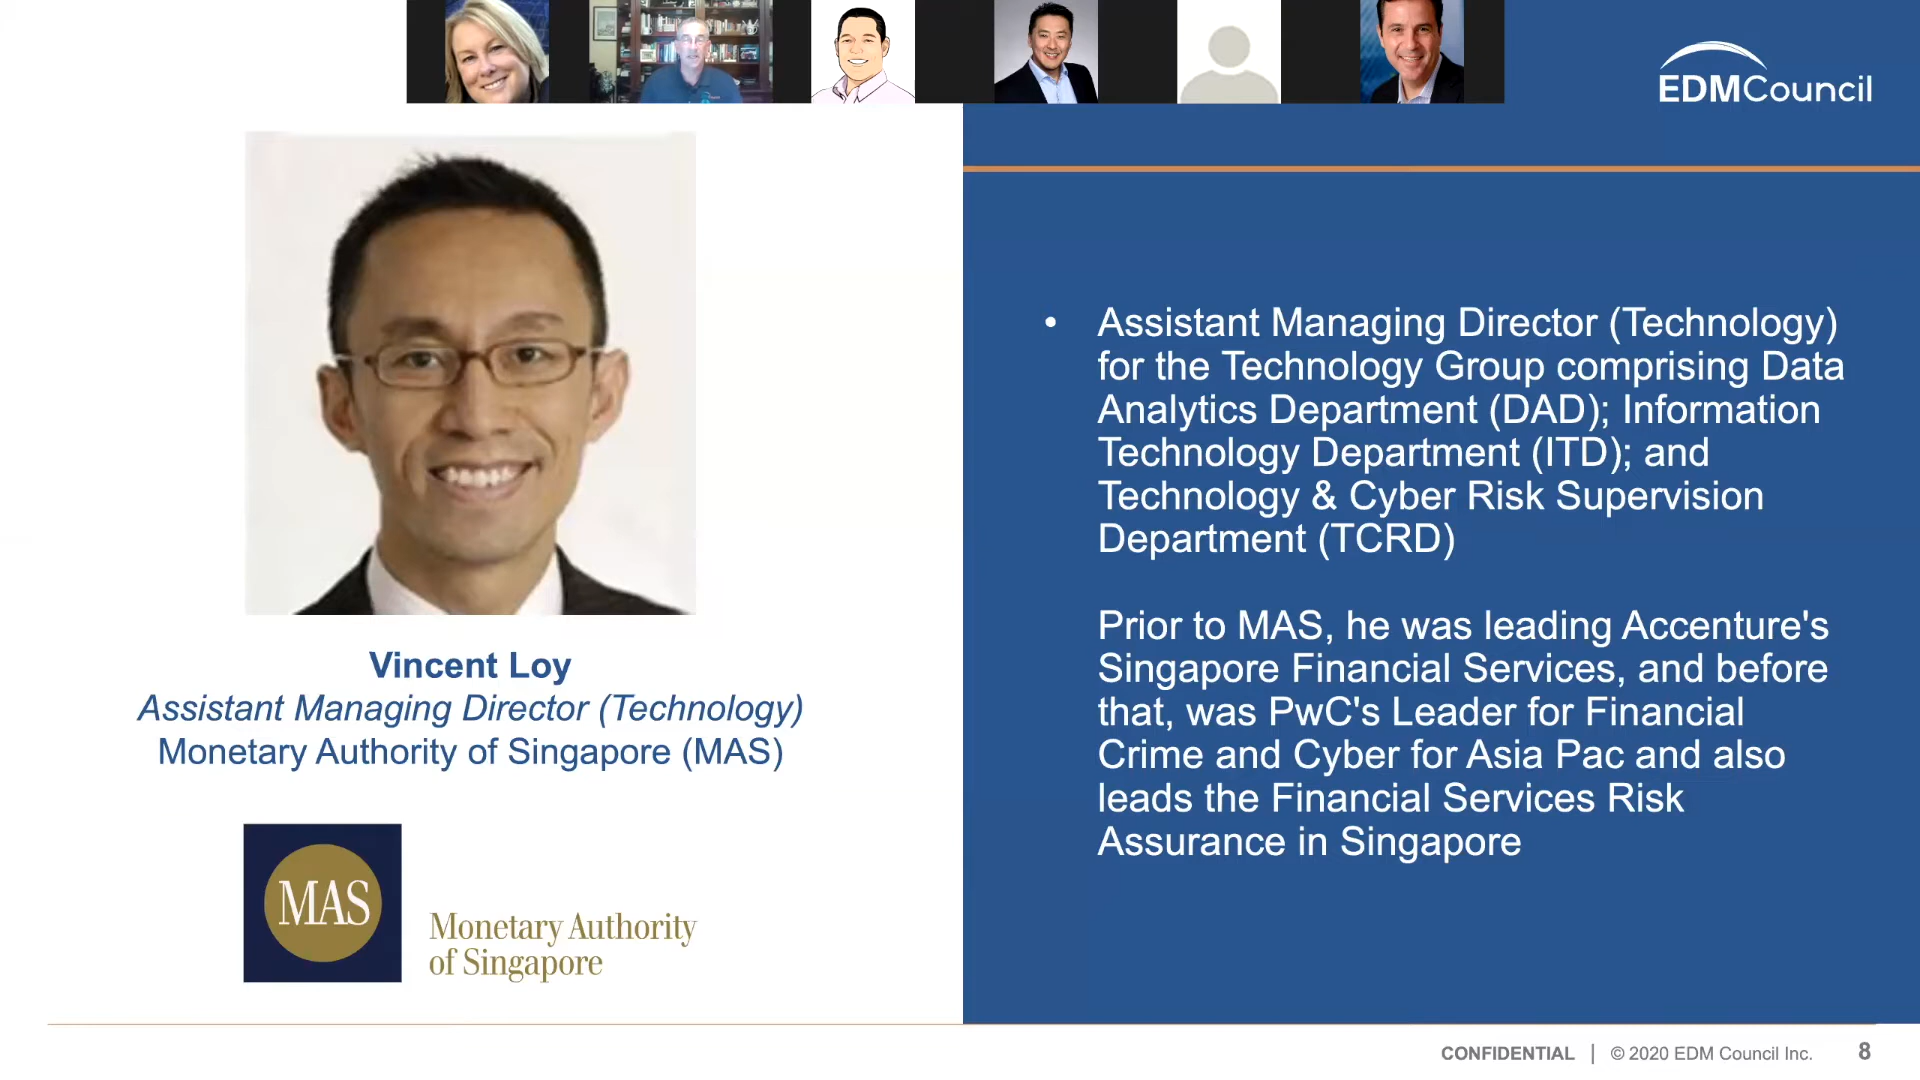 EDMCouncil
Vincent Loy
Assistant Managing Director (Technology)
Monetary Authority of Singapore (MAS)
MAS
Monetary Authority
of Singapore
• Assistant Managing Director (Technology)
for the Technology Group comprising Data
Analytics Department (DAD); Information
Technology Department (ITD); and
Technology & Cyber Risk Supervision
Department (TCRD)
Prior to MAS, he was leading Accenture's
Singapore Financial Services, and before
that, was PwC's Leader for Financial
Crime and Cyber for Asia Pac and also
leads the Financial Services Risk
Assurance in Singapore
CONFIDENTIAL | © 2020 EDM Council Inc. 8